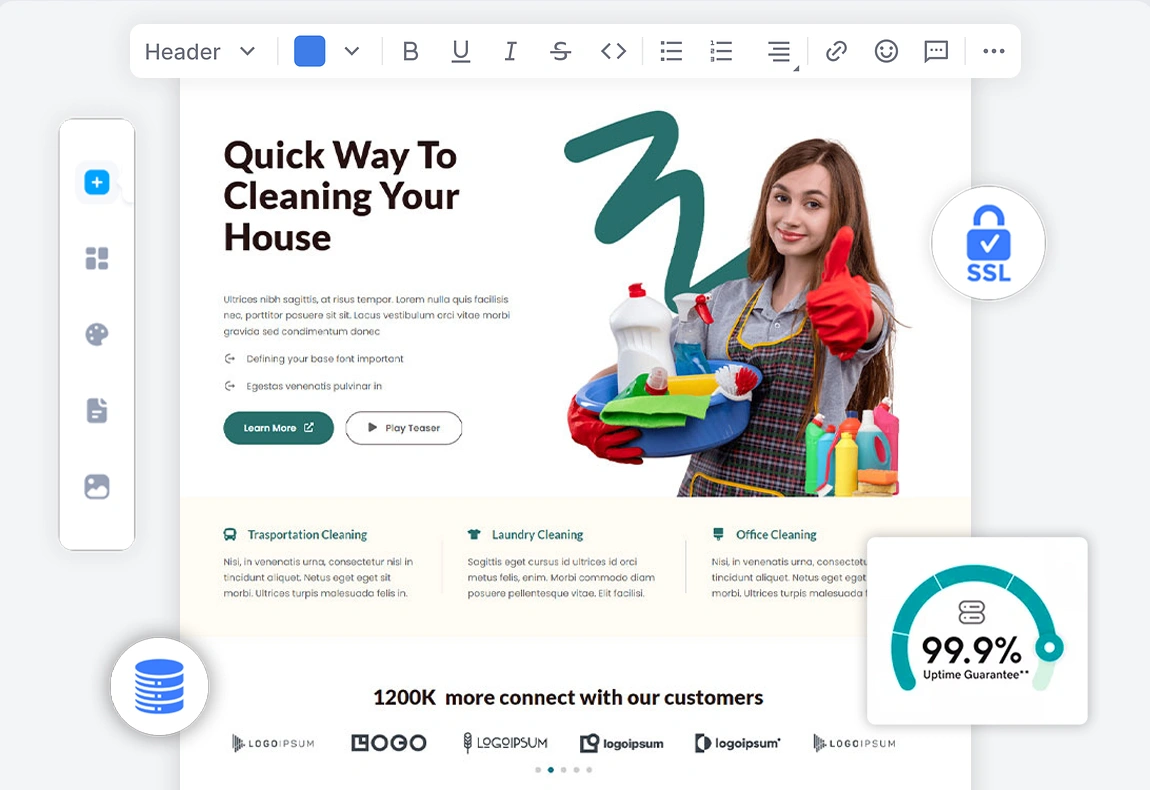 Header
B U I S
Quick Way To
Cleaning Your
House
Ultrices nibh sagittis, at risus tempor. Lorem nulla quis facilisis
nec, porttitor posuere sit sit. Lacus vestibulum orci vitae morbi
gravida sed condimentum donec
Defining your base font important
Egestas venenatis pulvinar in
Learn More
Play Teaser
SSL
Trasportation Cleaning
Nisi, in venenatis urna, consectetur nisl in
tincidunt aliquet. Netus eget eget sit
morbi. Ultrices turpis malesuada felis in.
Laundry Cleaning
Sagittis eget cursus id ultrices id orci
metus felis, enim. Morbi commodo diam
posuere pellentesque vitae. Elit facilisi.
Office Cleaning
Nisi, in venenatis urna, consectetu
tincidunt aliquet. Netus eget eget
morbi. Ultrices turpis malesuada f
99.9%
Uptime Guarantee**
1200K more connect with our customers
LOGOIPSUM
LOGO
LOGOIPSUM
logoipsum
logoipsum
LOGOIPSUM